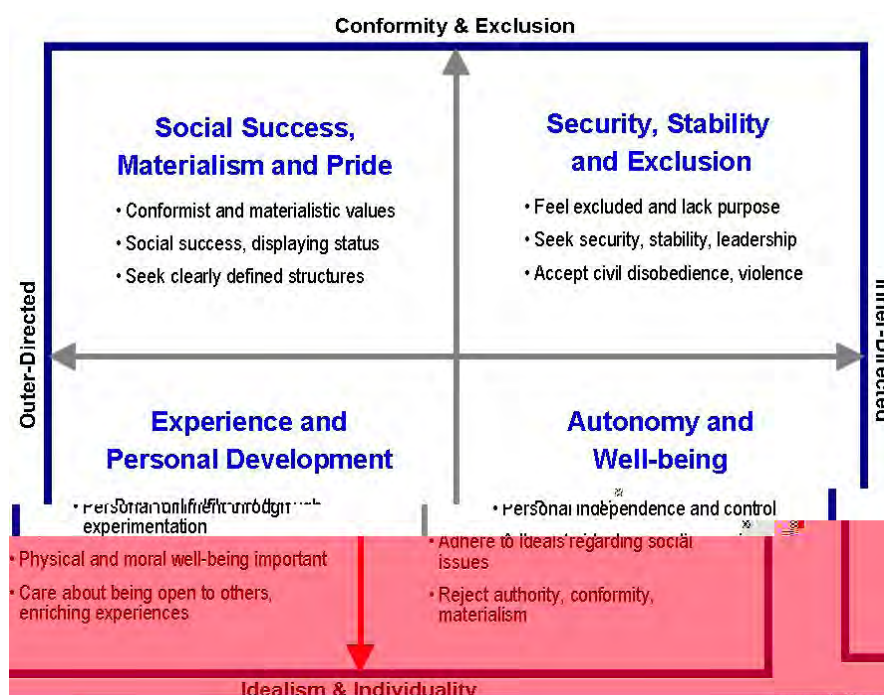 Conformity & Exclusion
Social Success,
Materialism and Pride
• Conformist and materialistic values
• Social success, displaying status
• Seek clearly defined structures
Security, Stability
and Exclusion
• Feel excluded and lack purpose
• Seek security, stability, leadership
• Accept civil disobedience, violence
Outer-Directed
Inner-Directed
Experience and
Personal Development
• Personal through
experimentation
• Physical and moral well-being important
• Care about being open to others,
enriching experiences
Autonomy and
Well-being
• Personal independence and control
• Adhere to ideals regarding social
issues
• Reject authority, conformity,
materialism
Idealism & Individuality